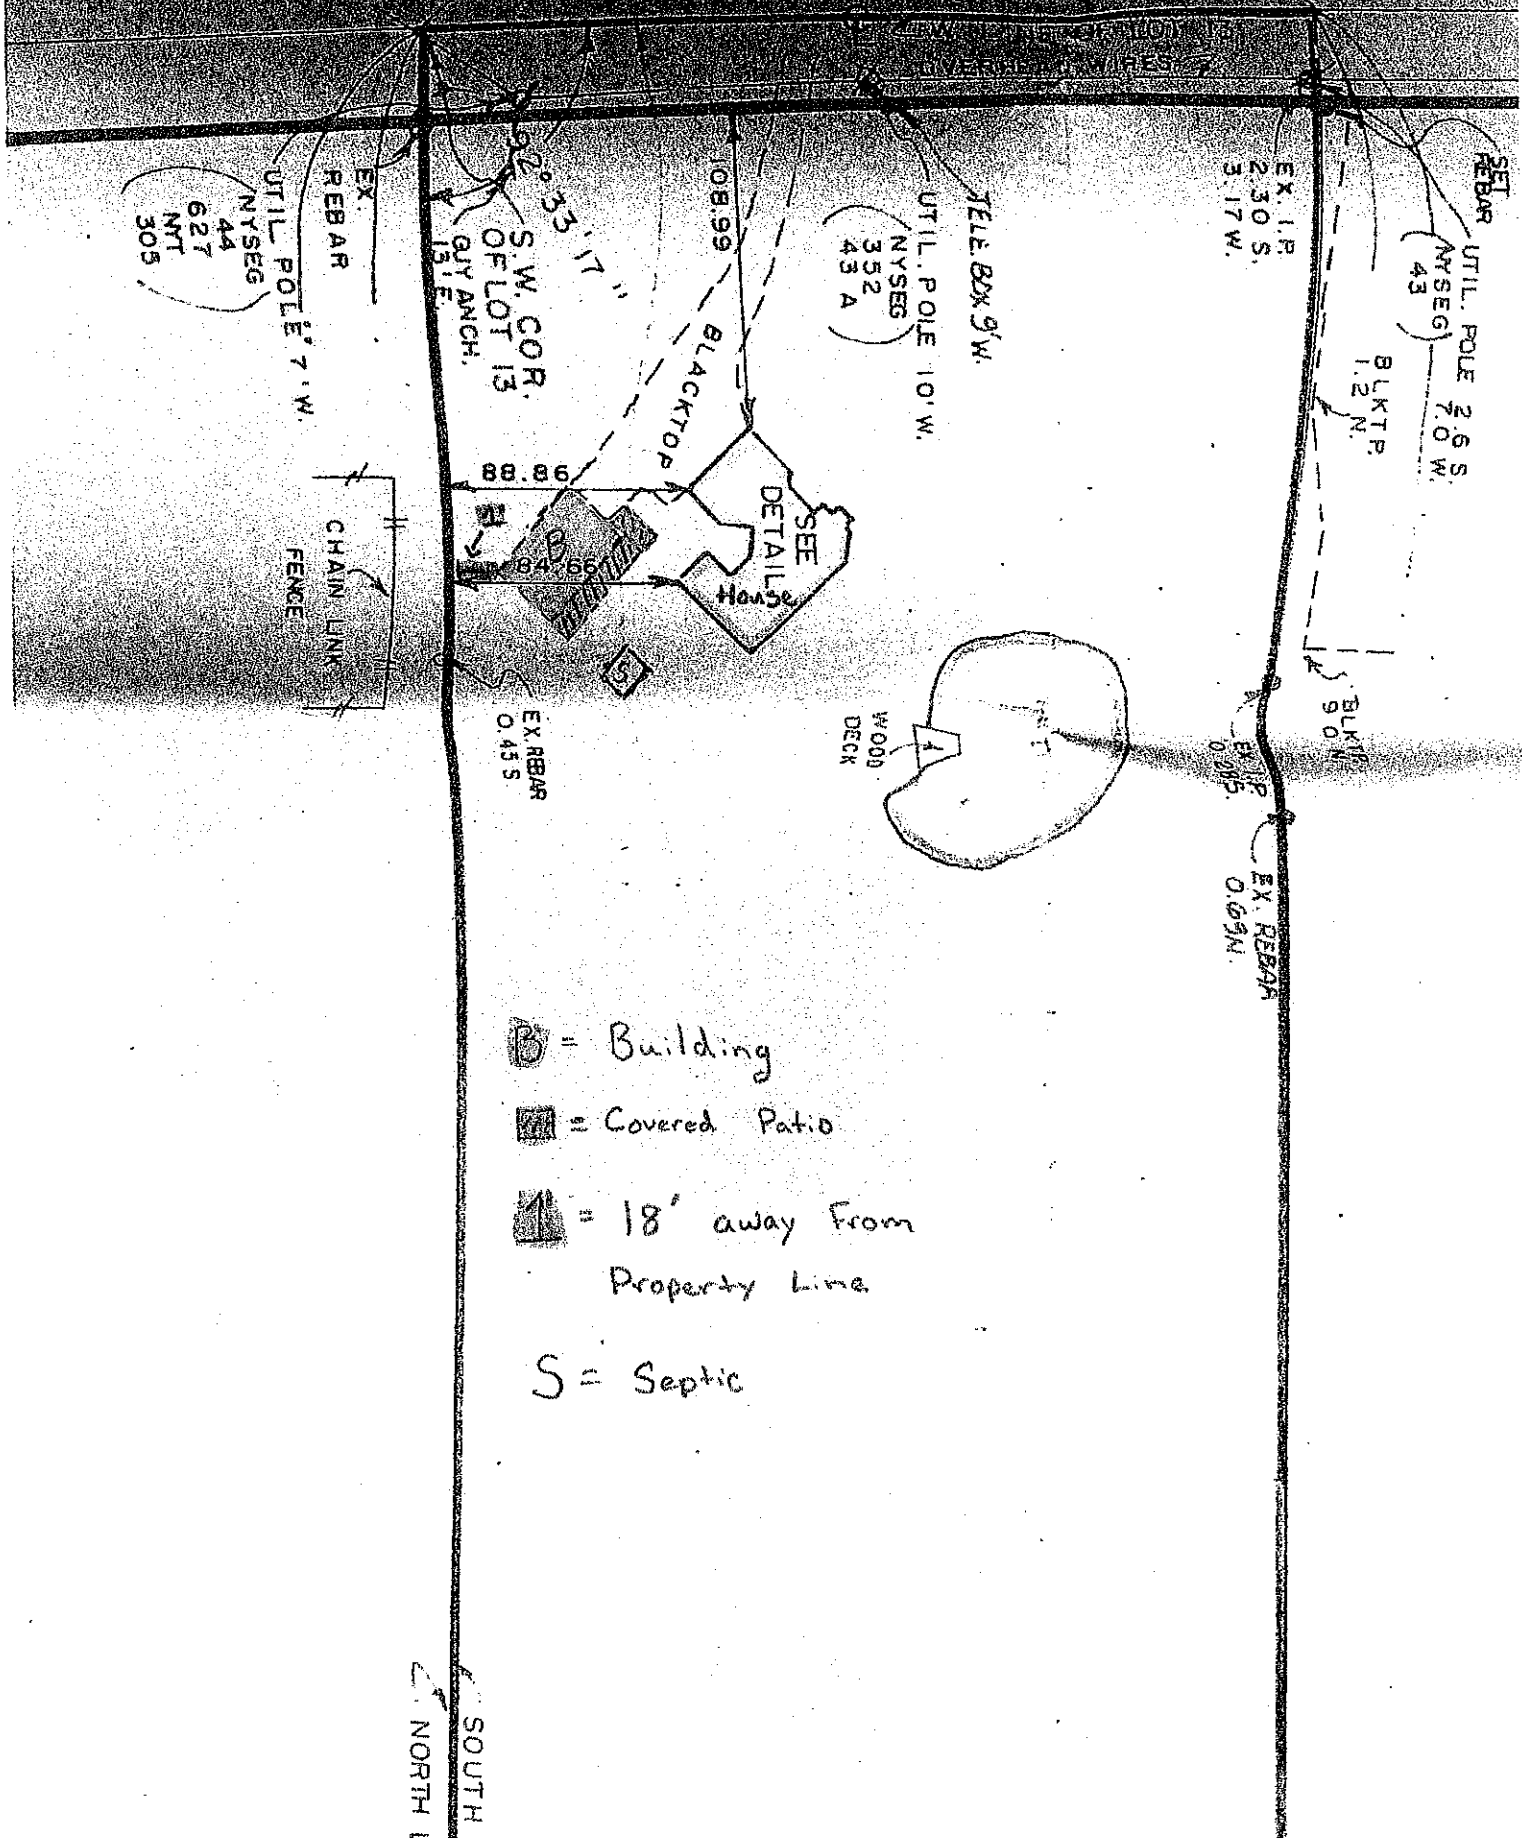 OVERHEAD WIRES
SET
REBAR
UTIL. POLE 2.6 S.
7.0 W.
(NYSEG)
( 43 )
BLKTP.
1.2 N.
EX. I.P.
2.30 S.
3.17 W.
TELE. BOX 9'W.
UTIL. POLE 10'W.
(NYSEG)
352
43 A
108.99
BLACKTOP
92° 33' 17"
S. W. COR.
OF LOT 13
GUY ANCH.
13' E.
EX.
REBAR
UTIL. POLE 7'W.
NYSEG
44
627
NYT
305
88.86
SEE
DETAIL
House
B
84.66
1
S
CHAIN LINK
FENCE
EX. REBAR
0.45 S
WOOD
DECK
BLKTP.
9.0 N.
EX. I.P.
EX. REBAR
0.69 N.
B = Building
= Covered Patio
1 = 18' away From
Property Line
S = Septic
SOUTH
NORTH